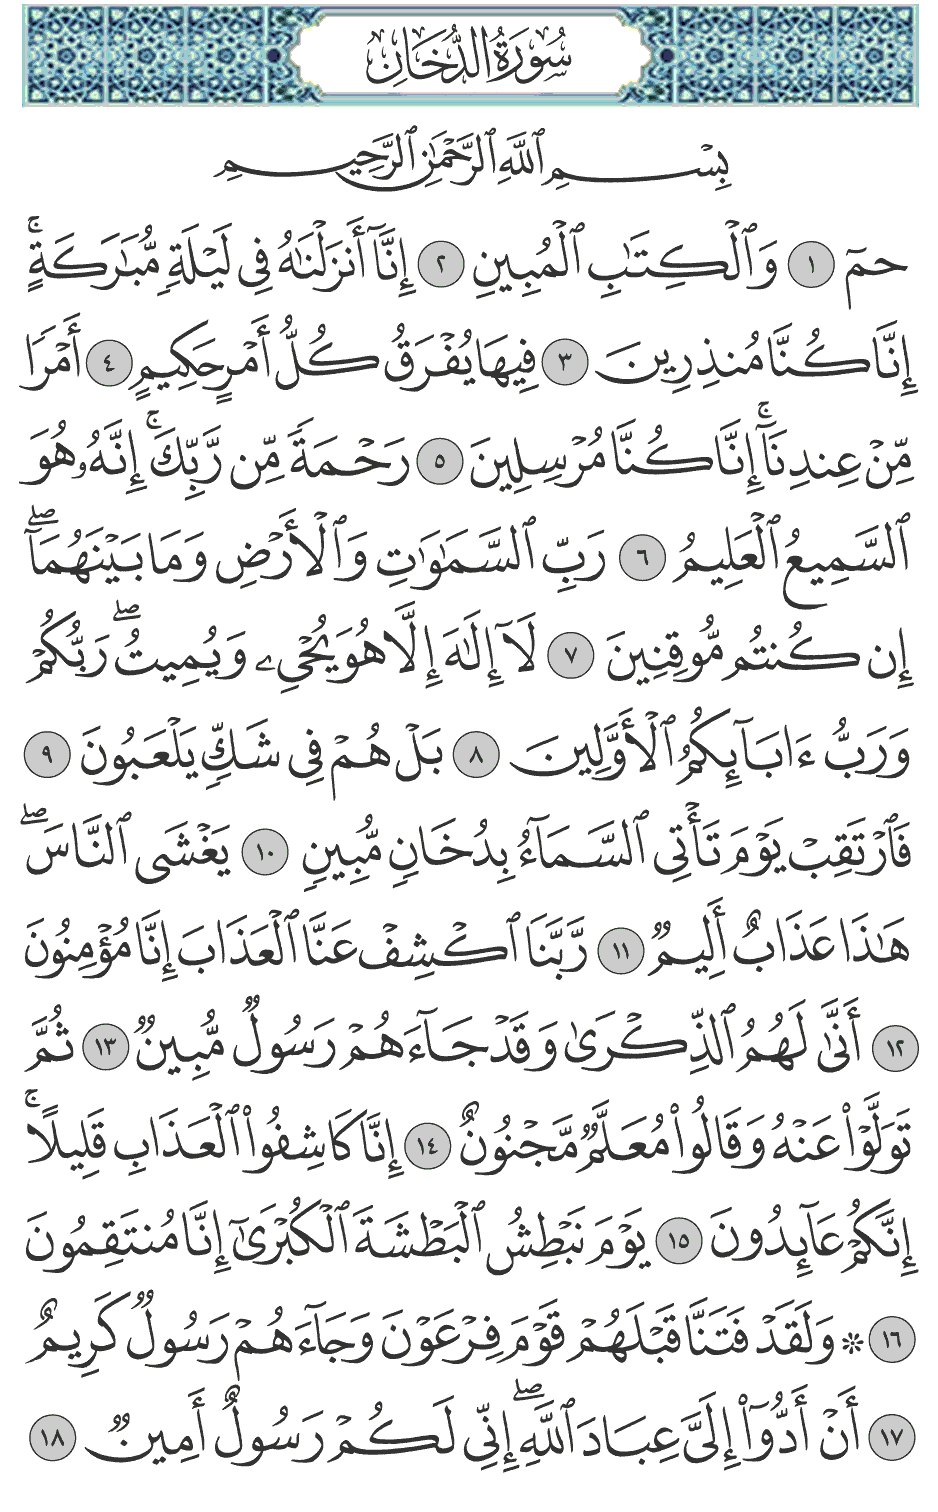 سُورَةُ الدُّخَانِ
بِسْمِ ٱللَّهِ ٱلرَّحْمَٰنِ ٱلرَّحِيمِ
حمٓ ١ وَٱلْكِتَٰبِ ٱلْمُبِينِ ٢ إِنَّآ أَنزَلْنَٰهُ فِى لَيْلَةٍ مُّبَٰرَكَةٍ ۚ
إِنَّا كُنَّا مُنذِرِينَ ٣ فِيهَا يُفْرَقُ كُلُّ أَمْرٍ حَكِيمٍ ٤ أَمْرًا
مِّنْ عِندِنَآ ۚ إِنَّا كُنَّا مُرْسِلِينَ ٥ رَحْمَةً مِّن رَّبِّكَ ۚ إِنَّهُۥ هُوَ
ٱلسَّمِيعُ ٱلْعَلِيمُ ٦ رَبِّ ٱلسَّمَٰوَٰتِ وَٱلْأَرْضِ وَمَا بَيْنَهُمَآ ۖ
إِن كُنتُم مُّوقِنِينَ ٧ لَآ إِلَٰهَ إِلَّا هُوَ يُحْىِۦ وَيُمِيتُ ۖ رَبُّكُمْ
وَرَبُّ ءَابَآئِكُمُ ٱلْأَوَّلِينَ ٨ بَلْ هُمْ فِى شَكٍّ يَلْعَبُونَ ٩
فَٱرْتَقِبْ يَوْمَ تَأْتِى ٱلسَّمَآءُ بِدُخَانٍ مُّبِينٍ ١٠ يَغْشَى ٱلنَّاسَ ۖ
هَٰذَا عَذَابٌ أَلِيمٌ ١١ رَّبَّنَا ٱكْشِفْ عَنَّا ٱلْعَذَابَ إِنَّا مُؤْمِنُونَ
١٢ أَنَّىٰ لَهُمُ ٱلذِّكْرَىٰ وَقَدْ جَآءَهُمْ رَسُولٌ مُّبِينٌ ١٣ ثُمَّ
تَوَلَّوْا۟ عَنْهُ وَقَالُوا۟ مُعَلَّمٌ مَّجْنُونٌ ١٤ إِنَّا كَاشِفُوا۟ ٱلْعَذَابِ قَلِيلًا ۚ
إِنَّكُمْ عَآئِدُونَ ١٥ يَوْمَ نَبْطِشُ ٱلْبَطْشَةَ ٱلْكُبْرَىٰٓ إِنَّا مُنتَقِمُونَ
١٦ ۞ وَلَقَدْ فَتَنَّا قَبْلَهُمْ قَوْمَ فِرْعَوْنَ وَجَآءَهُمْ رَسُولٌ كَرِيمٌ
١٧ أَنْ أَدُّوٓا۟ إِلَىَّ عِبَادَ ٱللَّهِ ۖ إِنِّى لَكُمْ رَسُولٌ أَمِينٌ ١٨